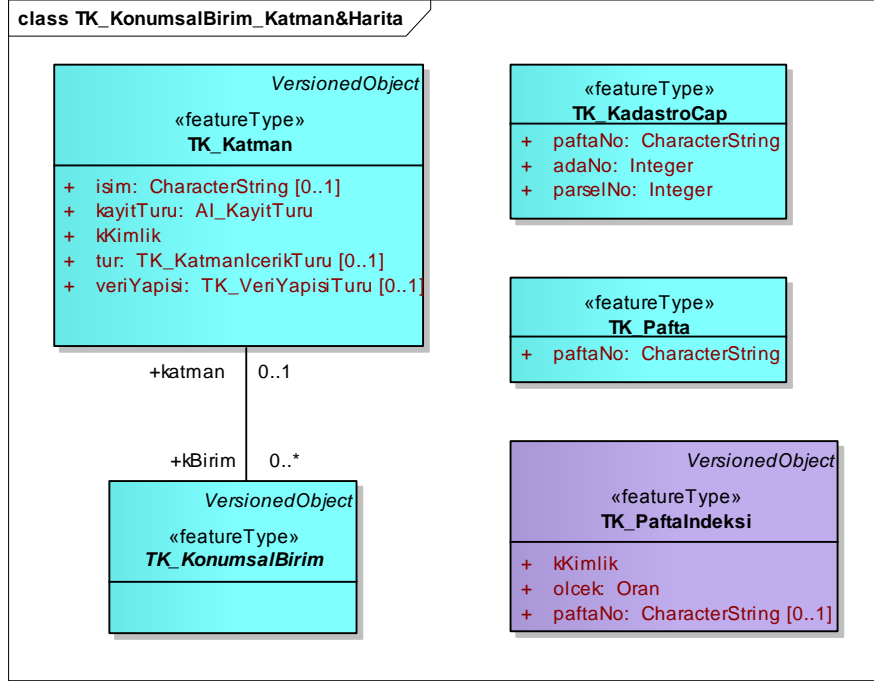 class TK_KonumsalBirim_Katman&Harita
VersionedObject
«featureType»
TK_Katman
+ isim: CharacterString [0..1]
+ kayitTuru: AI_KayitTuru
+ kKimlik
+ tur: TK_KatmanIcerikTuru [0..1]
+ veriYapisi: TK_VeriYapisiTuru [0..1]
+katman 0..1
+kBirim 0..*
VersionedObject
«featureType»
TK_KonumsalBirim
«featureType»
TK_KadastroCap
+ paftaNo: CharacterString
+ adaNo: Integer
+ parselNo: Integer
«featureType»
TK_Pafta
+ paftaNo: CharacterString
VersionedObject
«featureType»
TK_PaftaIndeksi
+ kKimlik
+ olcek: Oran
+ paftaNo: CharacterString [0..1]